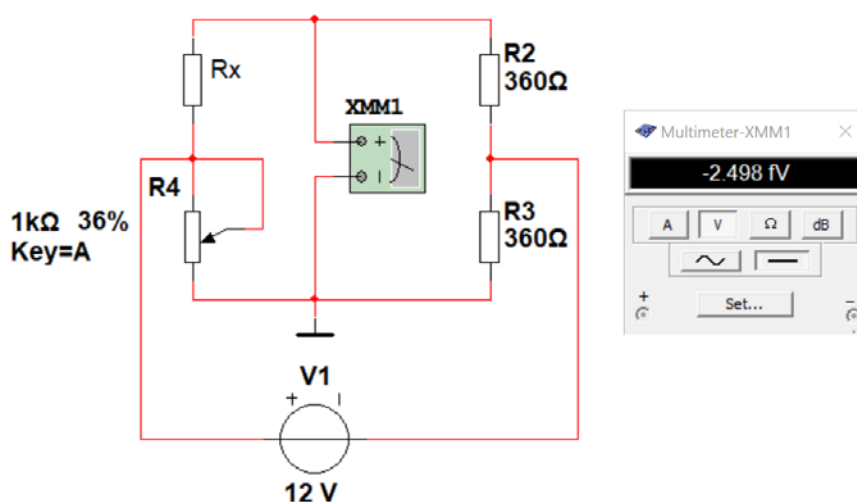 Rx
R2
360Ω
XMM1
R4
1kΩ 36%
Key=A
R3
360Ω
V1
12 V
Multimeter-XMM1
-2.498 fV
A V Ω dB
Set...